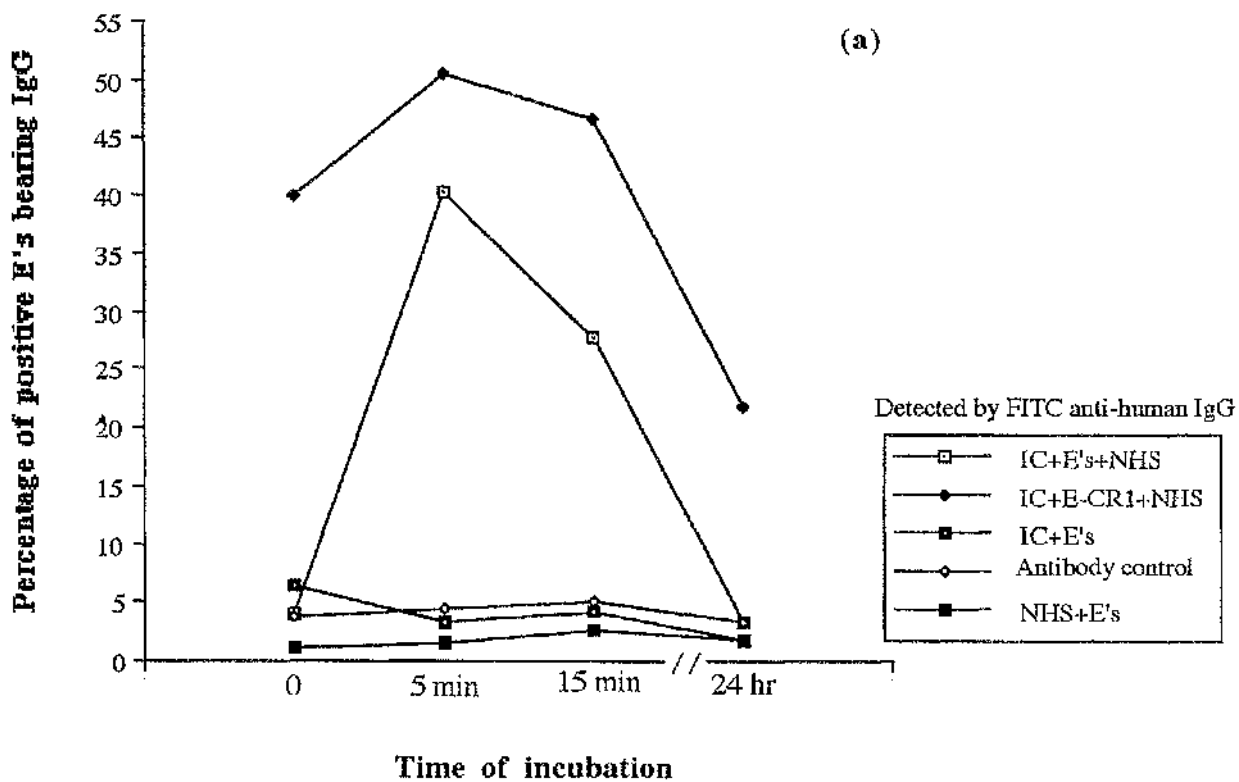 (a)
Percentage of positive E's bearing IgG
55
50
45
40
35
30
25
20
15
10
5
0
0 5 min 15 min // 24 hr
Time of incubation
Detected by FITC anti-human IgG
IC+E's+NHS
IC+E-CR1+NHS
IC+E's
Antibody control
NHS+E's